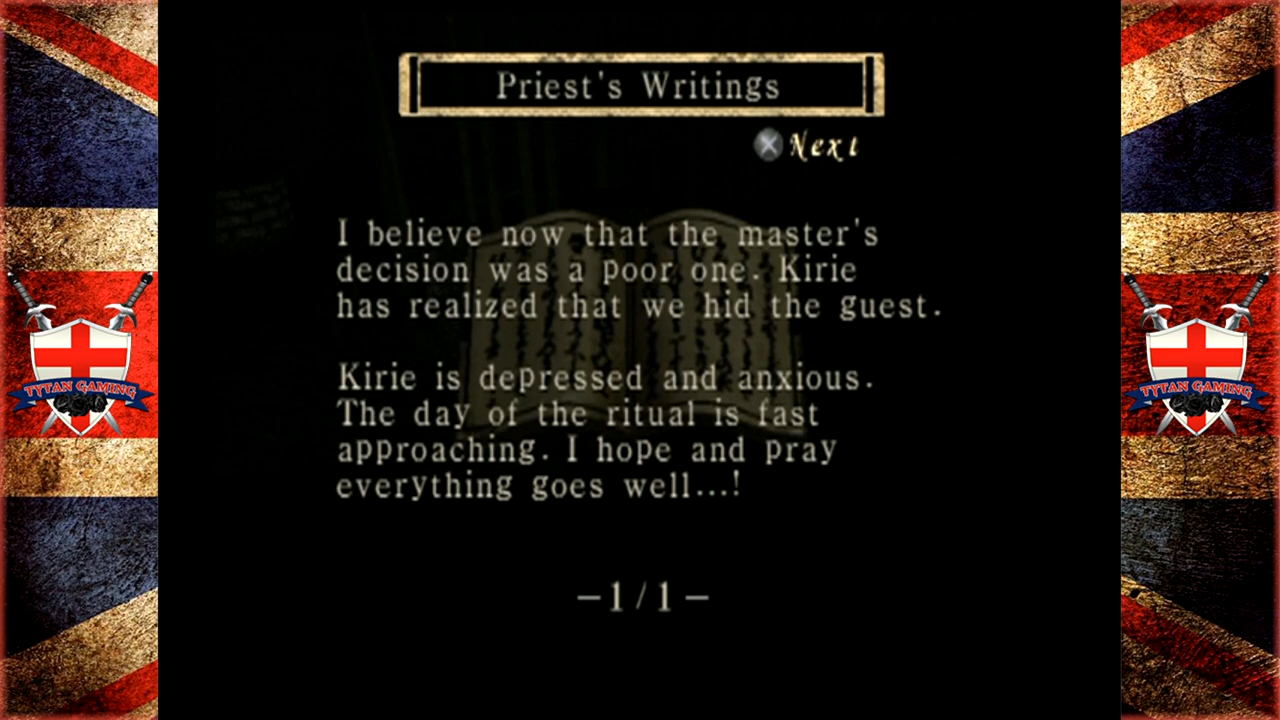 Priest's Writings
Next
I believe now that the master's
decision was a poor one. Kirie
has realized that we hid the guest.
Kirie is depressed and anxious.
The day of the ritual is fast
approaching. I hope and pray
everything goes well...!
–1/1–
TYTAN GAMING
TYTAN GAMING